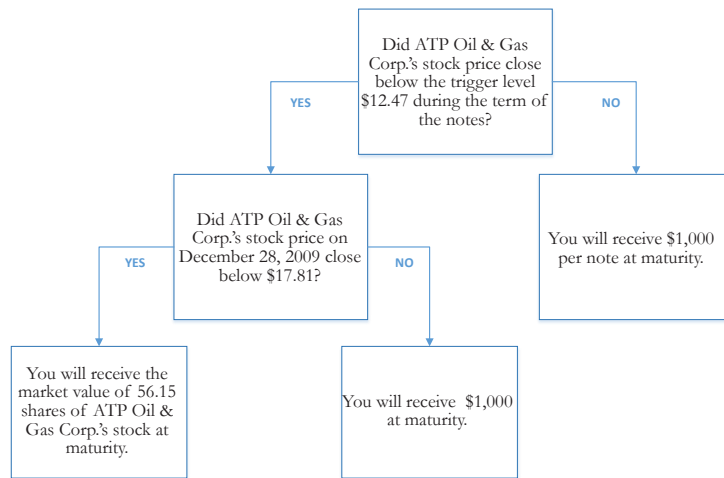 Did ATP Oil & Gas
Corp.'s stock price close
below the trigger level
$12.47 during the term of
the notes?
YES
NO
Did ATP Oil & Gas
Corp.'s stock price on
December 28, 2009 close
below $17.81?
You will receive $1,000
per note at maturity.
YES
NO
You will receive the
market value of 56.15
shares of ATP Oil &
Gas Corp.'s stock at
maturity.
You will receive $1,000
at maturity.